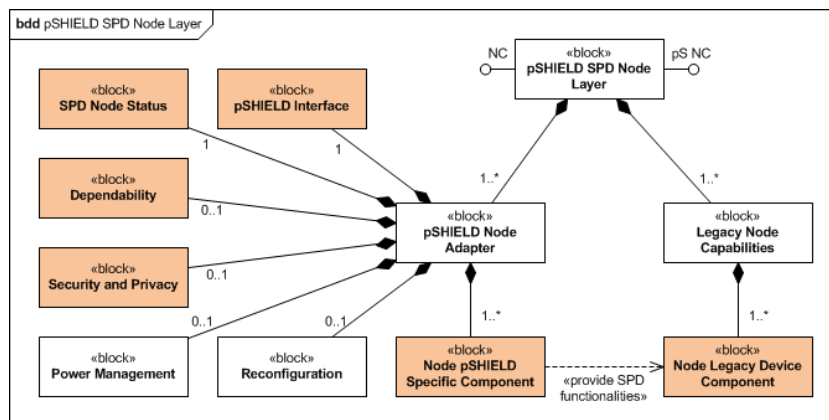 bdd pSHIELD SPD Node Layer
NC
«block»
pSHIELD SPD Node
Layer
pS NC
«block»
SPD Node Status
«block»
pSHIELD Interface
1
1
«block»
Dependability
0..1
1..*
1..*
«block»
pSHIELD Node
Adapter
«block»
Legacy Node
Capabilities
«block»
Security and Privacy
0..1
0..1
0..1
1..*
1..*
«block»
Power Management
«block»
Reconfiguration
«block»
Node pSHIELD
Specific Component
«provide SPD
functionalities»
«block»
Node Legacy Device
Component